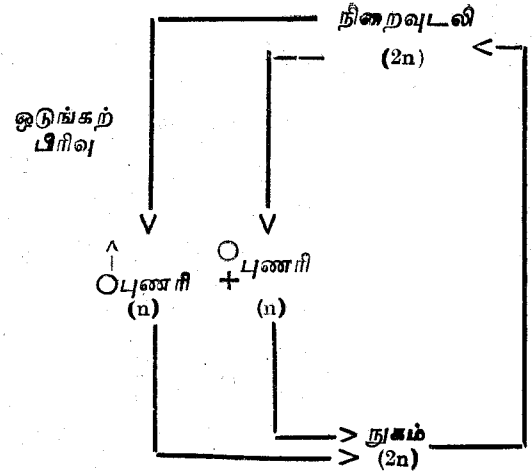 நிறைவுடலி
(2n)
ஒடுங்கற்
பிரிவு
♂புணரி
(n)
♀புணரி
(n)
நுகம்
(2n)